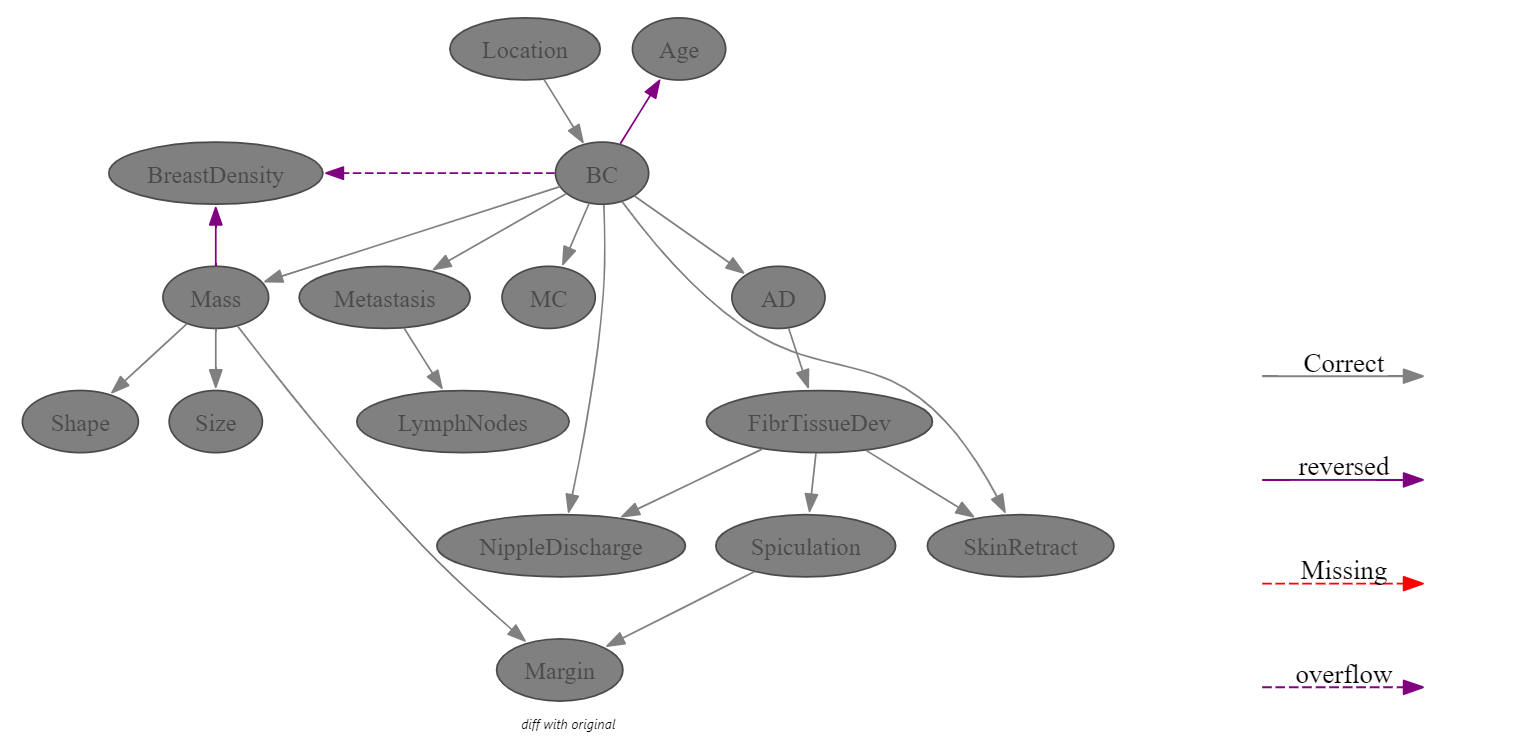 Location
Age
BreastDensity
BC
Mass
Metastasis
MC
AD
Shape
Size
LymphNodes
FibrTissueDev
NippleDischarge
Spiculation
SkinRetract
Margin
diff with original
Correct
reversed
Missing
overflow